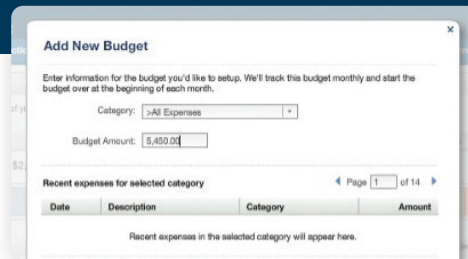 Add New Budget
x
Enter information for the budget you'd like to setup. We'll track this budget monthly and start the
budget over at the beginning of each month.
Category: >All Expenses
Budget Amount: 5,450.00
Recent expenses for selected category Page 1 of 14
Date Description Category Amount
Recent expenses in the selected category will appear here.